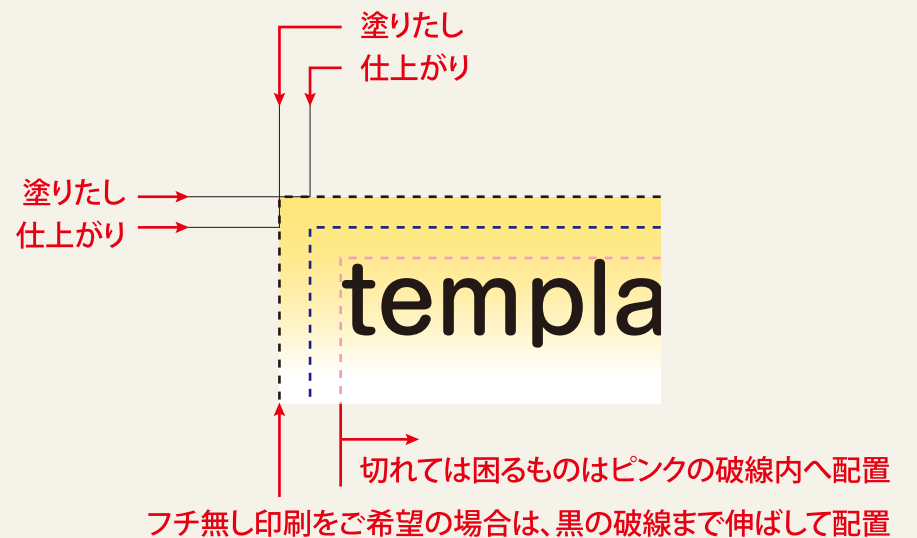 塗りたし
仕上がり
塗りたし
仕上がり
templa
切れては困るものはピンクの破線内へ配置
フチ無し印刷をご希望の場合は、黒の破線まで伸ばして配置